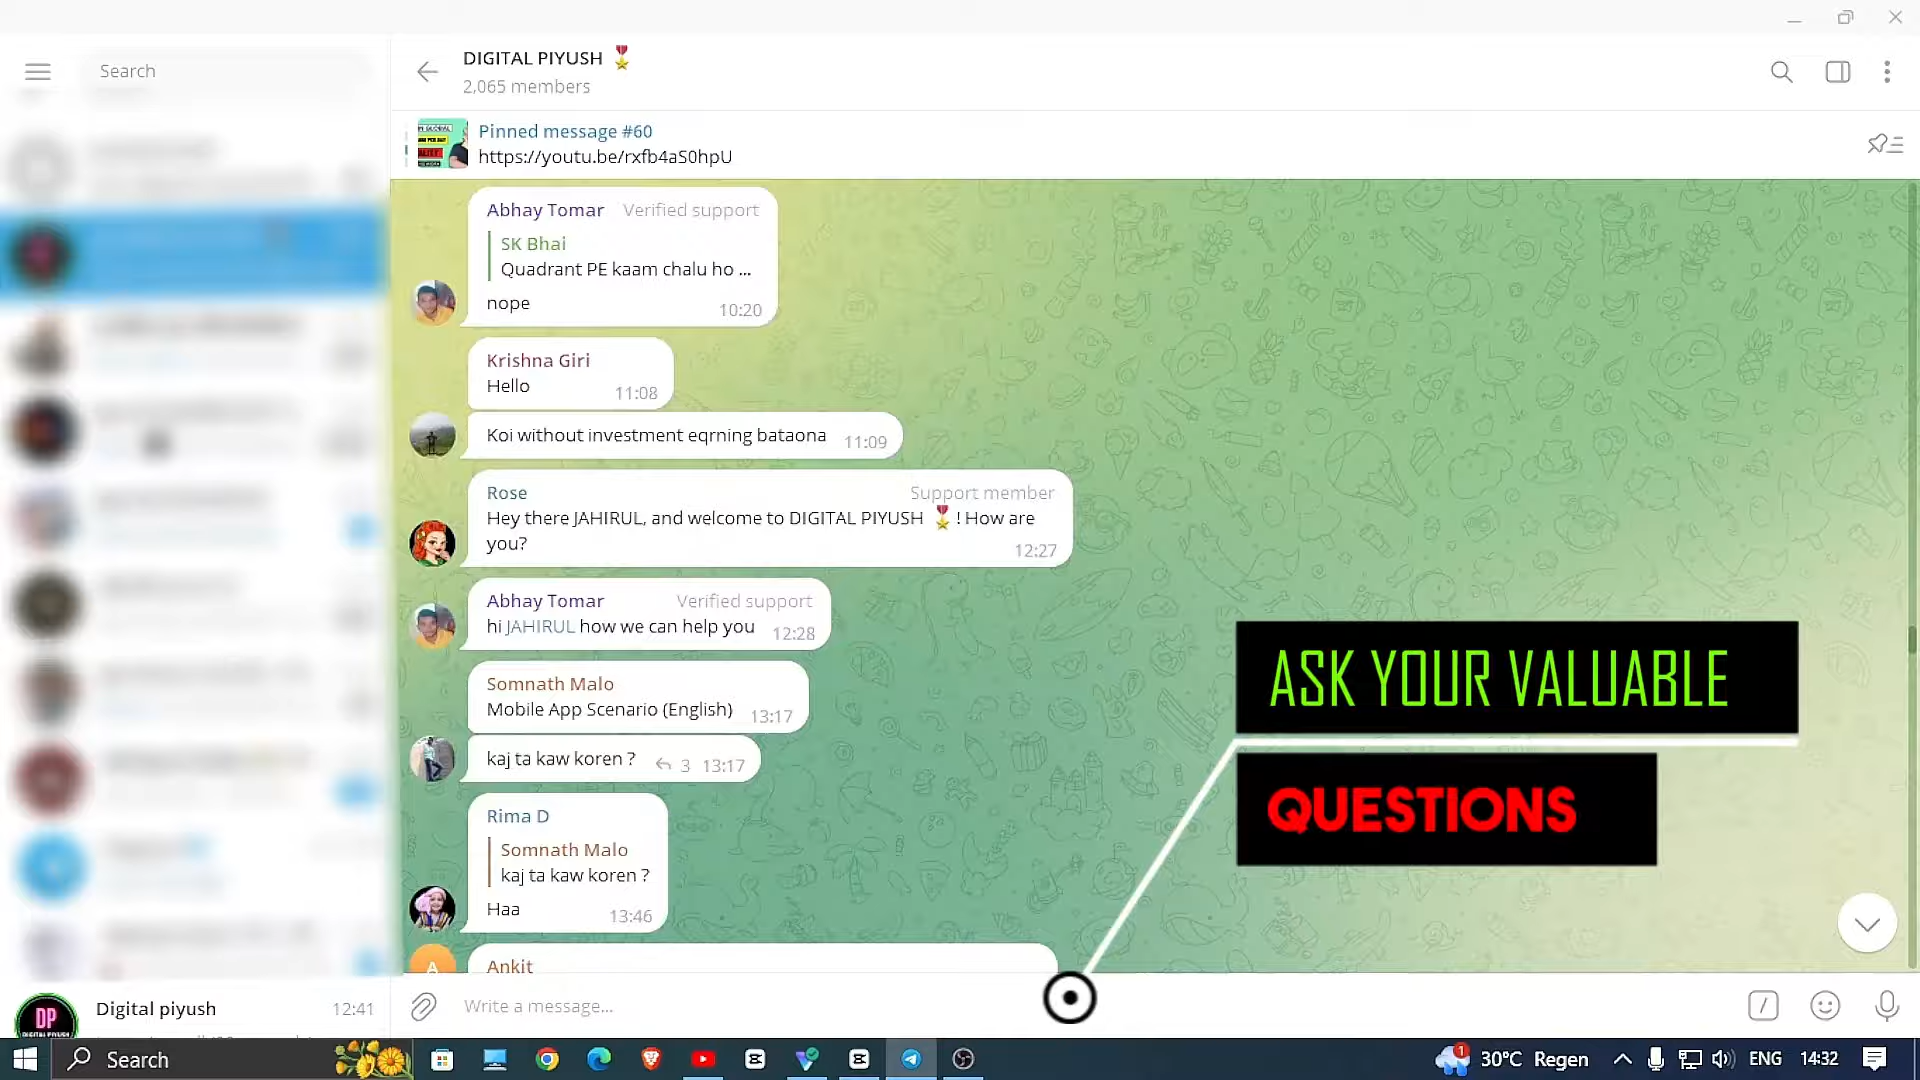 Search
DIGITAL PIYUSH
2,065 members
Pinned message #60
https://youtu.be/rxfb4aS0hpU
Abhay Tomar Verified support
SK Bhai
Quadrant PE kaam chalu ho ...
nope 10:20
Krishna Giri
Hello 11:08
Koi without investment eqrning bataona 11:09
Rose Support member
Hey there JAHIRUL, and welcome to DIGITAL PIYUSH ! How are
you? 12:27
Abhay Tomar Verified support
hi JAHIRUL how we can help you 12:28
Somnath Malo
Mobile App Scenario (English) 13:17
kaj ta kaw koren ? 3 13:17
Rima D
Somnath Malo
kaj ta kaw koren ?
Haa 13:46
A Ankit
ASK YOUR VALUABLE
QUESTIONS
Write a message...
DP
Digital piyush 12:41
Search
1 30°C Regen ENG 14:32